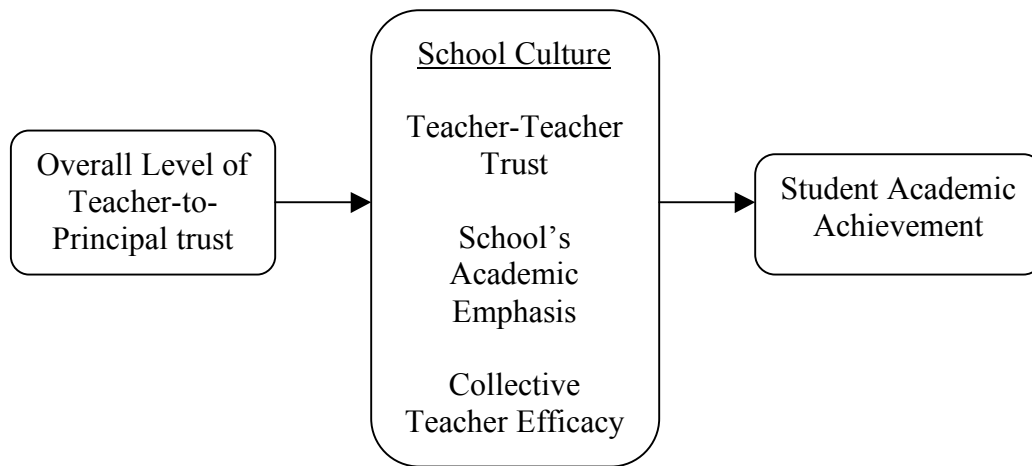 Overall Level of
Teacher-to-
Principal trust
School Culture
Teacher-Teacher
Trust
School’s
Academic
Emphasis
Collective
Teacher Efficacy
Student Academic
Achievement